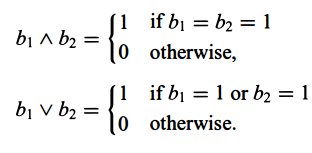 b₁ ∧ b₂ = { 1 if b₁ = b₂ = 1
0 otherwise,
b₁ ∨ b₂ = { 1 if b₁ = 1 or b₂ = 1
0 otherwise.